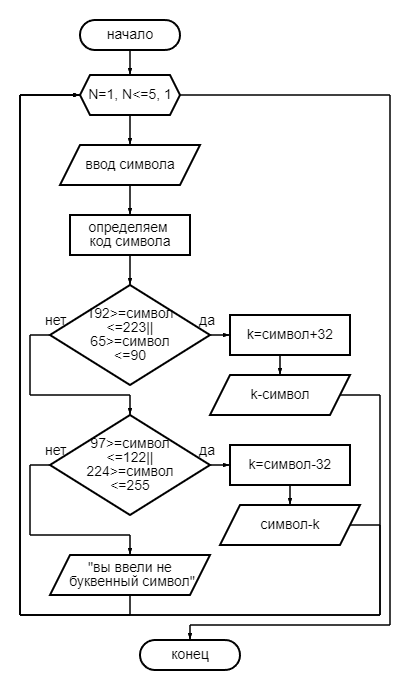 начало
N=1, N<=5, 1
ввод символа
определяем
код символа
нет
да
192>=символ
<=223||
65>=символ
<=90
k=символ+32
k-символ
нет
да
97>=символ
<=122||
224>=символ
<=255
k=символ-32
символ-k
"вы ввели не
буквенный символ"
конец